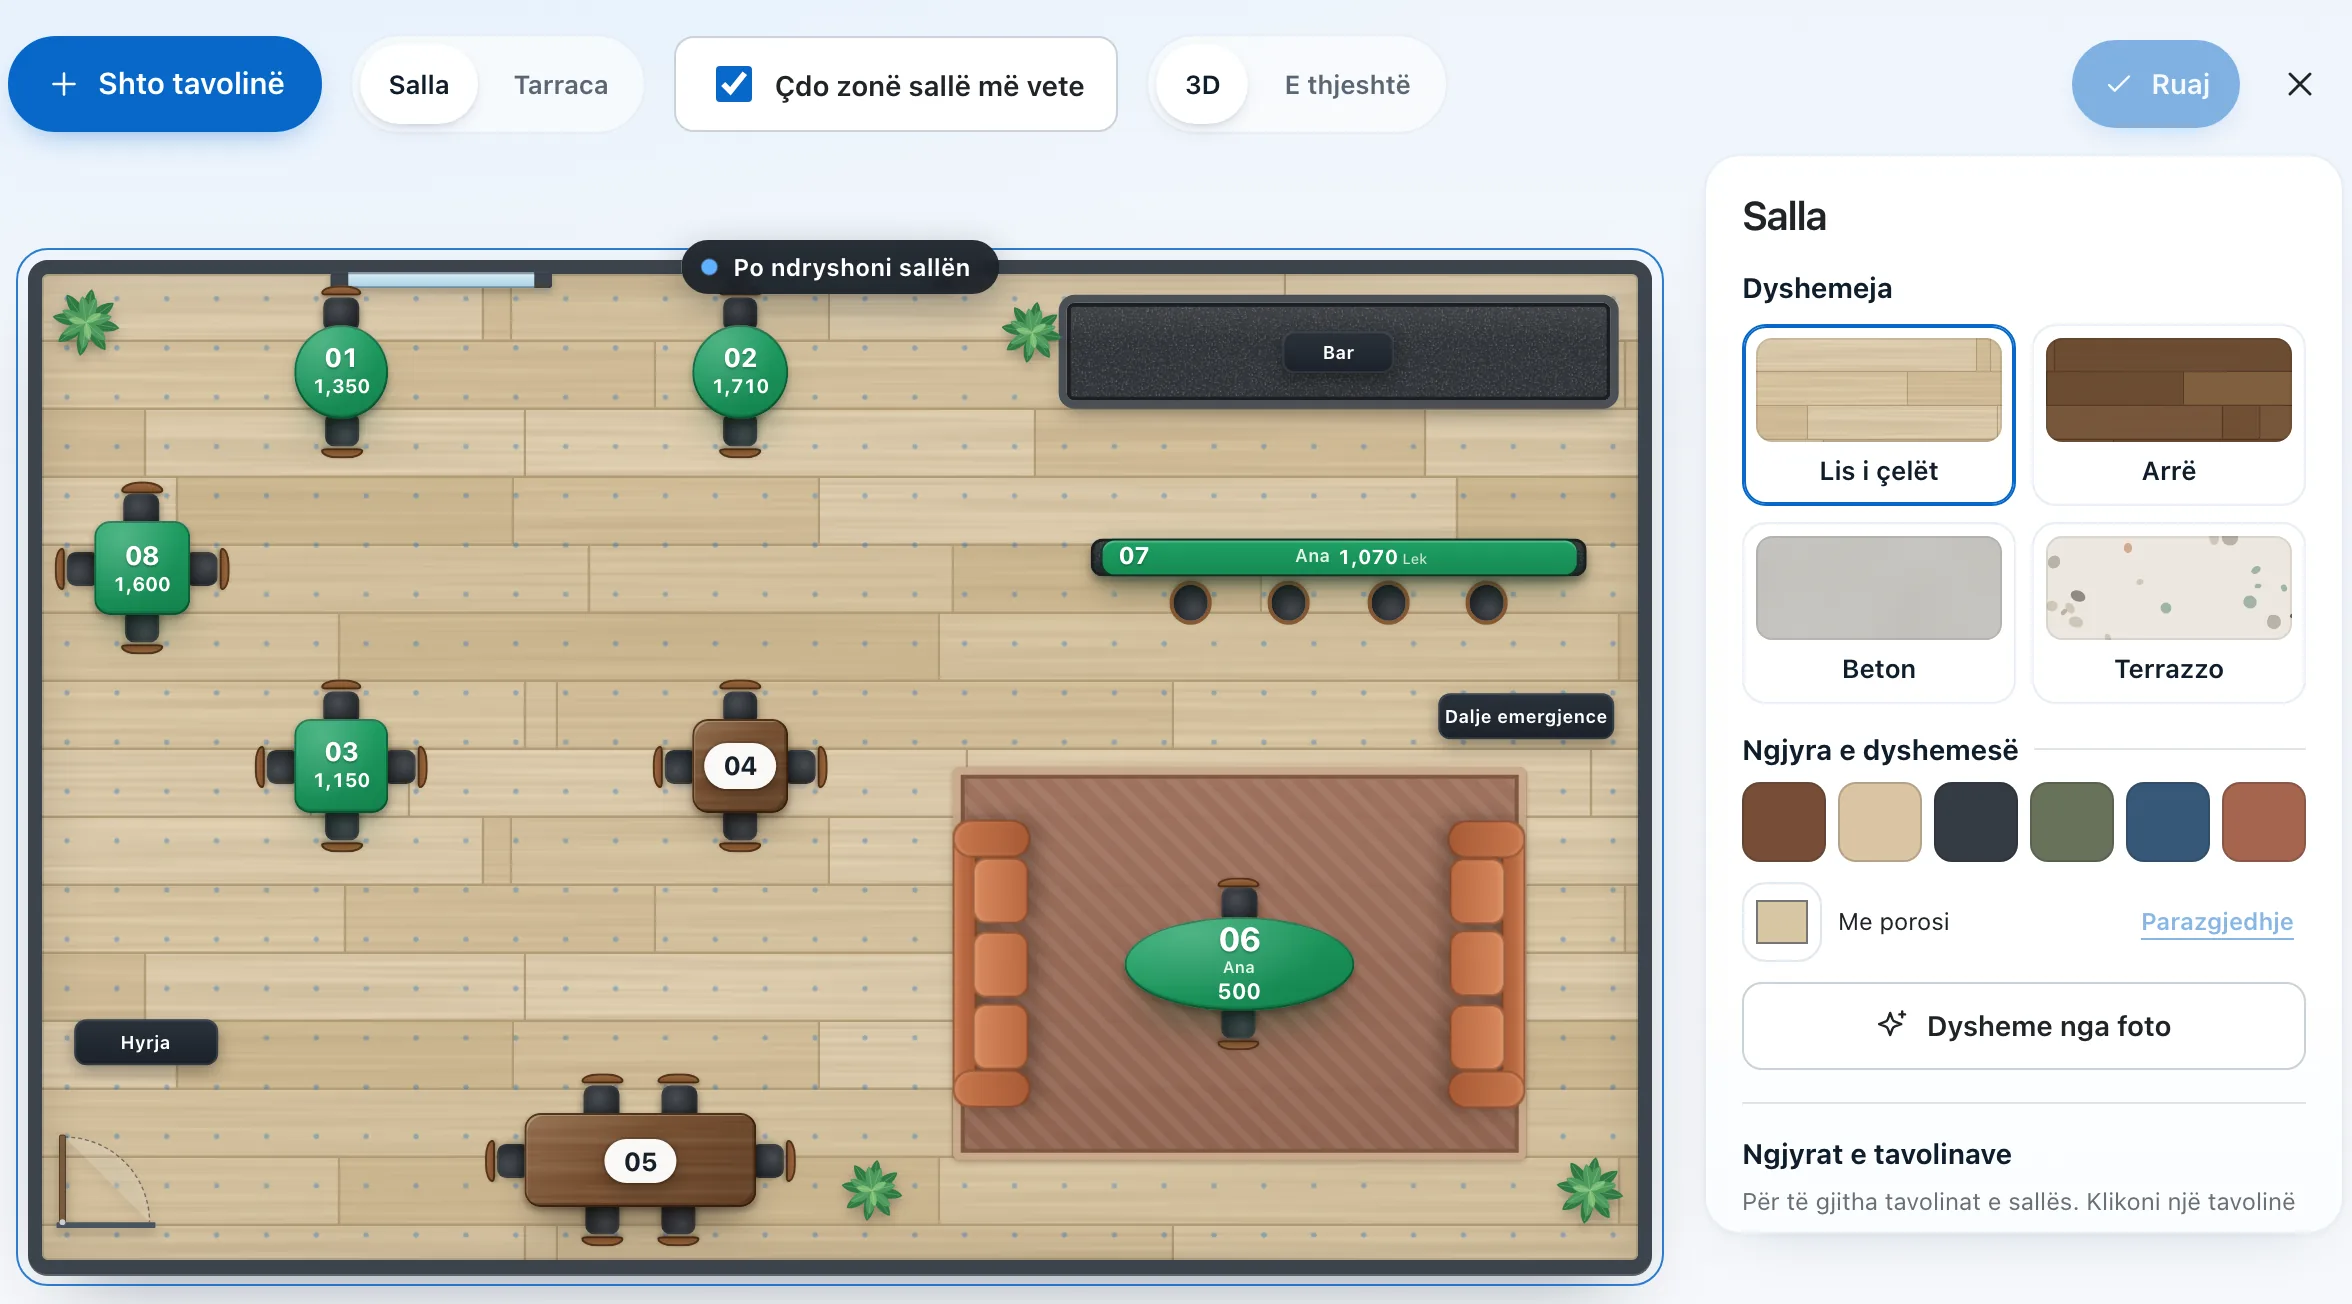 Shto tavolinë
Salla
Tarraca
Çdo zonë sallë më vete
3D
E thjeshtë
Ruaj
Po ndryshoni sallën
01
1,350
02
1,710
Bar
08
1,600
07
Ana 1,070 Lek
03
1,150
04
Dalje emergjence
06
Ana
500
Hyrja
05
Salla
Dyshemeja
Lis i çelët
Arrë
Beton
Terrazzo
Ngjyra e dyshemesë
Me porosi
Parazgjedhje
Dysheme nga foto
Ngjyrat e tavolinave
Për të gjitha tavolinat e sallës. Klikoni një tavolinë